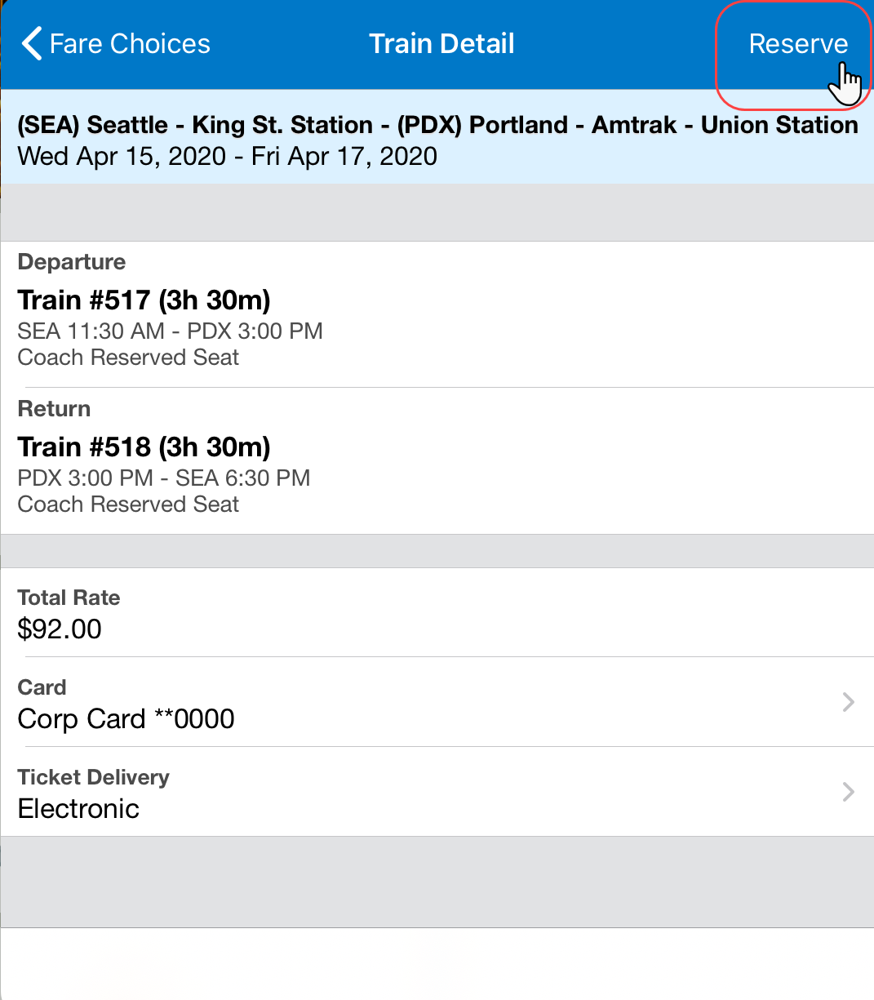 Fare Choices
Train Detail
Reserve
(SEA) Seattle - King St. Station - (PDX) Portland - Amtrak - Union Station
Wed Apr 15, 2020 - Fri Apr 17, 2020
Departure
Train #517 (3h 30m)
SEA 11:30 AM - PDX 3:00 PM
Coach Reserved Seat
Return
Train #518 (3h 30m)
PDX 3:00 PM - SEA 6:30 PM
Coach Reserved Seat
Total Rate
$92.00
Card
Corp Card **0000
Ticket Delivery
Electronic